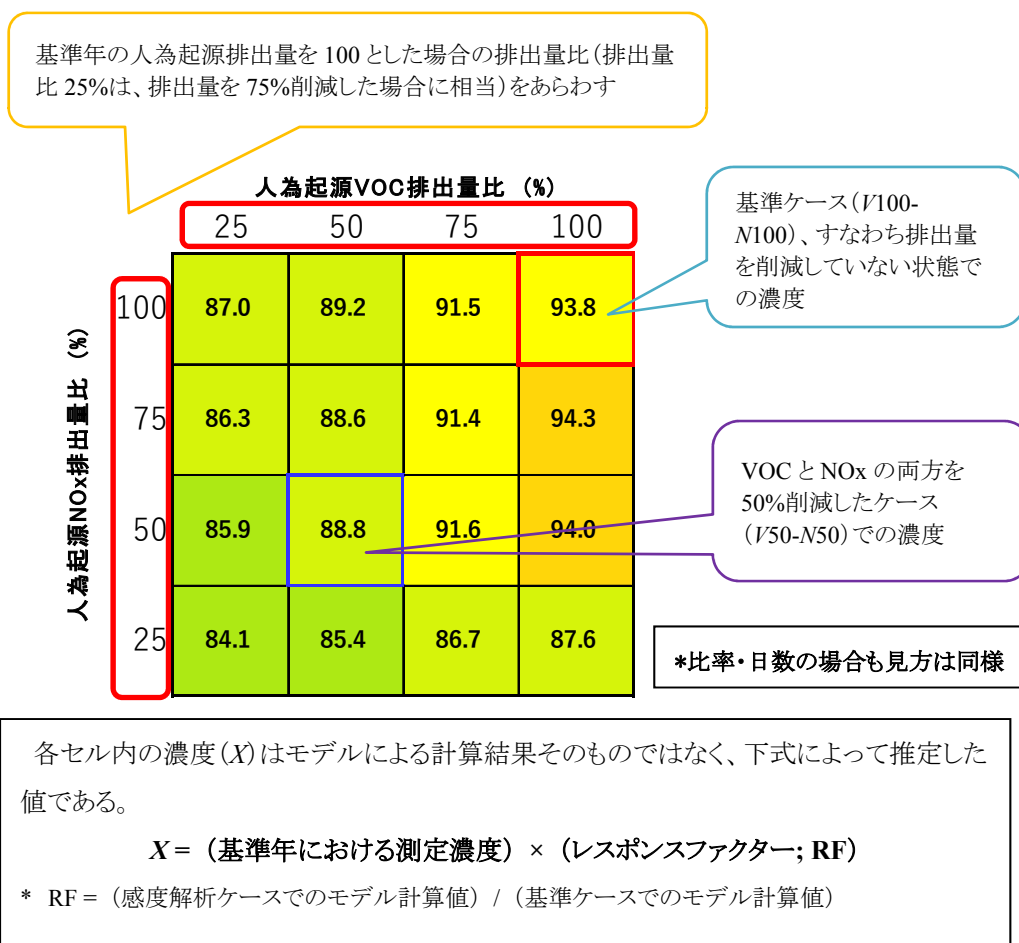 基準年の人為起源排出量を 100 とした場合の排出量比(排出量
比 25%は、排出量を 75%削減した場合に相当)をあらわす
人為起源VOC排出量比 (%)
25 50 75 100
人為起源NOx排出量比 (%)
100 87.0 89.2 91.5 93.8
75 86.3 88.6 91.4 94.3
50 85.9 88.8 91.6 94.0
25 84.1 85.4 86.7 87.6
基準ケース(V100-
N100)、すなわち排出量
を削減していない状態で
の濃度
VOC と NOx の両方を
50%削減したケース
(V50-N50)での濃度
*比率・日数の場合も見方は同様
各セル内の濃度(X)はモデルによる計算結果そのものではなく、下式によって推定した
値である。
X = (基準年における測定濃度) × (レスポンスファクター; RF)
* RF = (感度解析ケースでのモデル計算値) / (基準ケースでのモデル計算値)